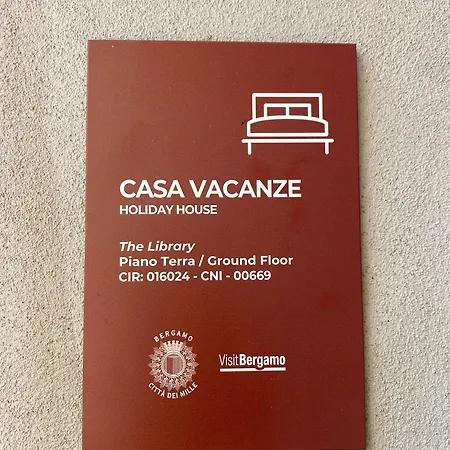 CASA VACANZE
HOLIDAY HOUSE
The Library
Piano Terra / Ground Floor
CIR: 016024 - CNI - 00669
BERGAMO
CITTÀ DEI MILLE
VisitBergamo